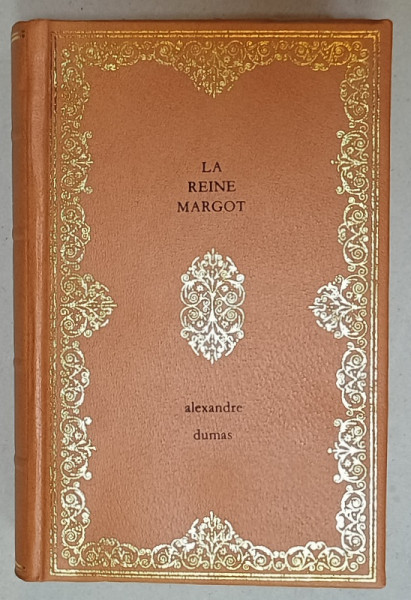 LA
REINE
MARGOT
alexandre
dumas